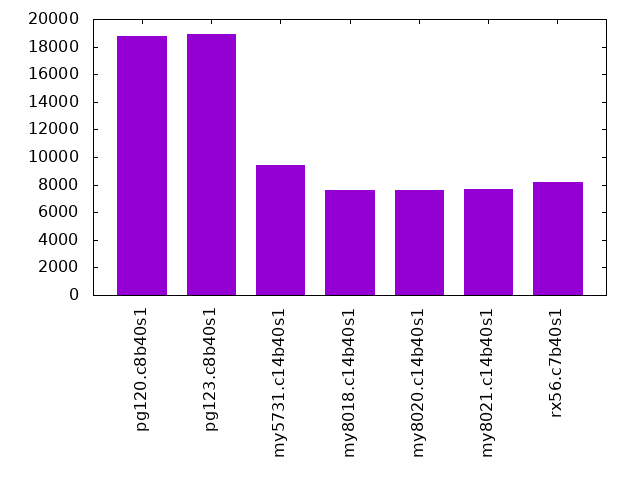 20000
18000
16000
14000
12000
10000
8000
6000
4000
2000
0
pg120.c8b40s1
pg123.c8b40s1
my5731.c14b40s1
my8018.c14b40s1
my8020.c14b40s1
my8021.c14b40s1
rx56.c7b40s1